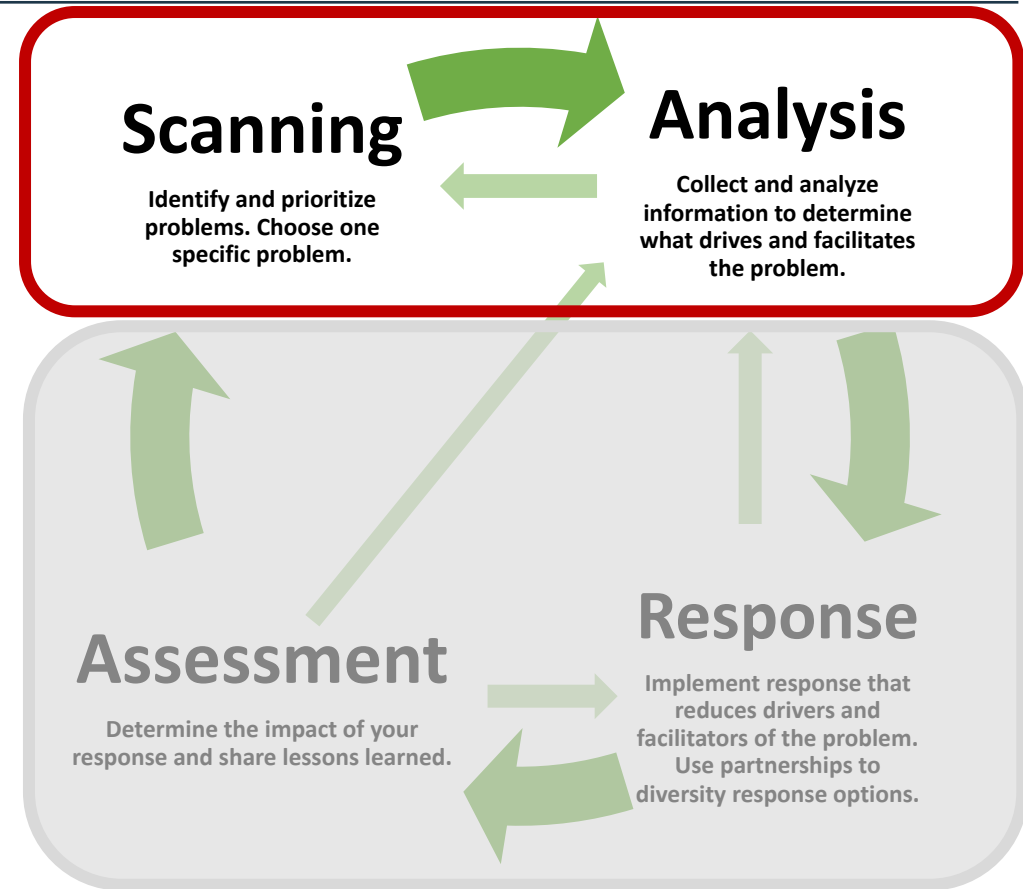 Scanning
Identify and prioritize
problems. Choose one
specific problem.
Analysis
Collect and analyze
information to determine
what drives and facilitates
the problem.
Assessment
Determine the impact of your
response and share lessons learned.
Response
Implement response that
reduces drivers and
facilitators of the problem.
Use partnerships to
diversity response options.